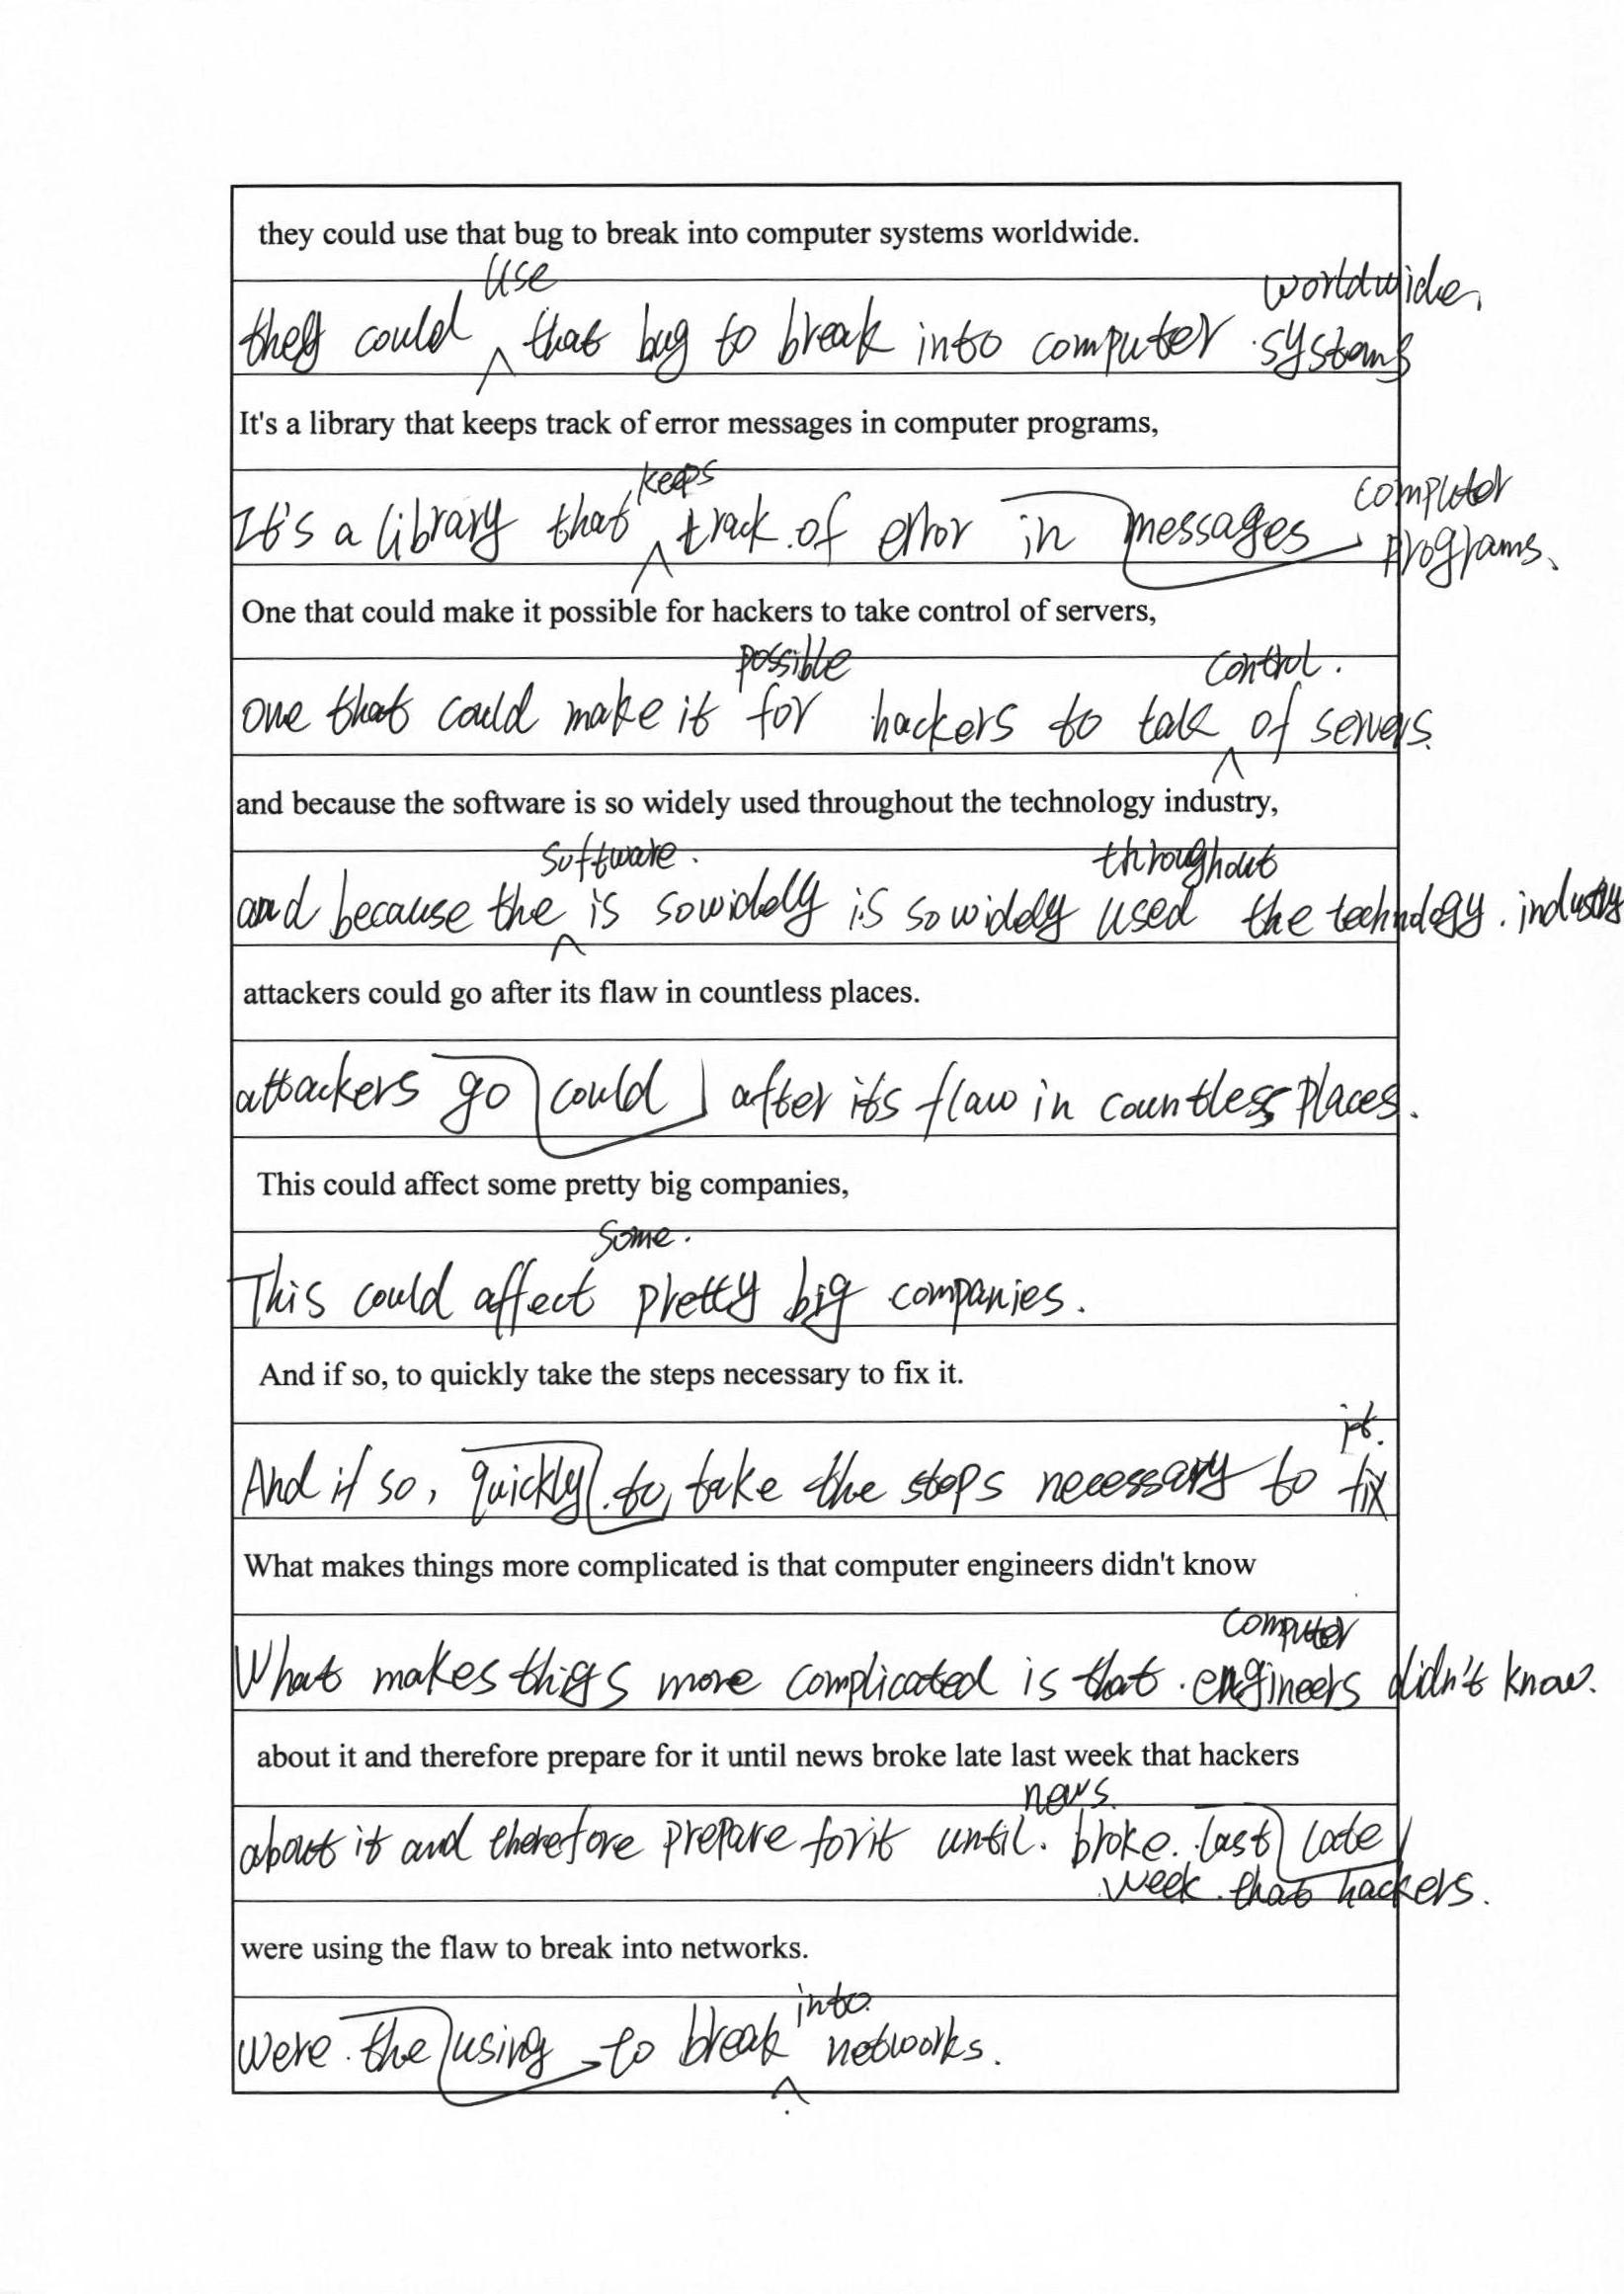 they could use that bug to break into computer systems worldwide.
they could use that bug to break into computer systems worldwide.
It's a library that keeps track of error messages in computer programs,
It's a library that keeps track of error in messages computer programs.
One that could make it possible for hackers to take control of servers,
one that could make it possible for hackers to take control. of servers.
and because the software is so widely used throughout the technology industry,
and because the software. is so widely is so widely used throughout the technology. industry
attackers could go after its flaw in countless places.
attackers go could after its flaw in countless places.
This could affect some pretty big companies,
This could affect some. pretty big companies.
And if so, to quickly take the steps necessary to fix it.
And if so, quickly to take the steps necessary to fix it.
What makes things more complicated is that computer engineers didn't know
What makes thigs more complicated is that computer engineers didn't know.
about it and therefore prepare for it until news broke late last week that hackers
about it and therefore prepare for it until. news broke. last late week that hackers.
were using the flaw to break into networks.
were the using to break into networks.